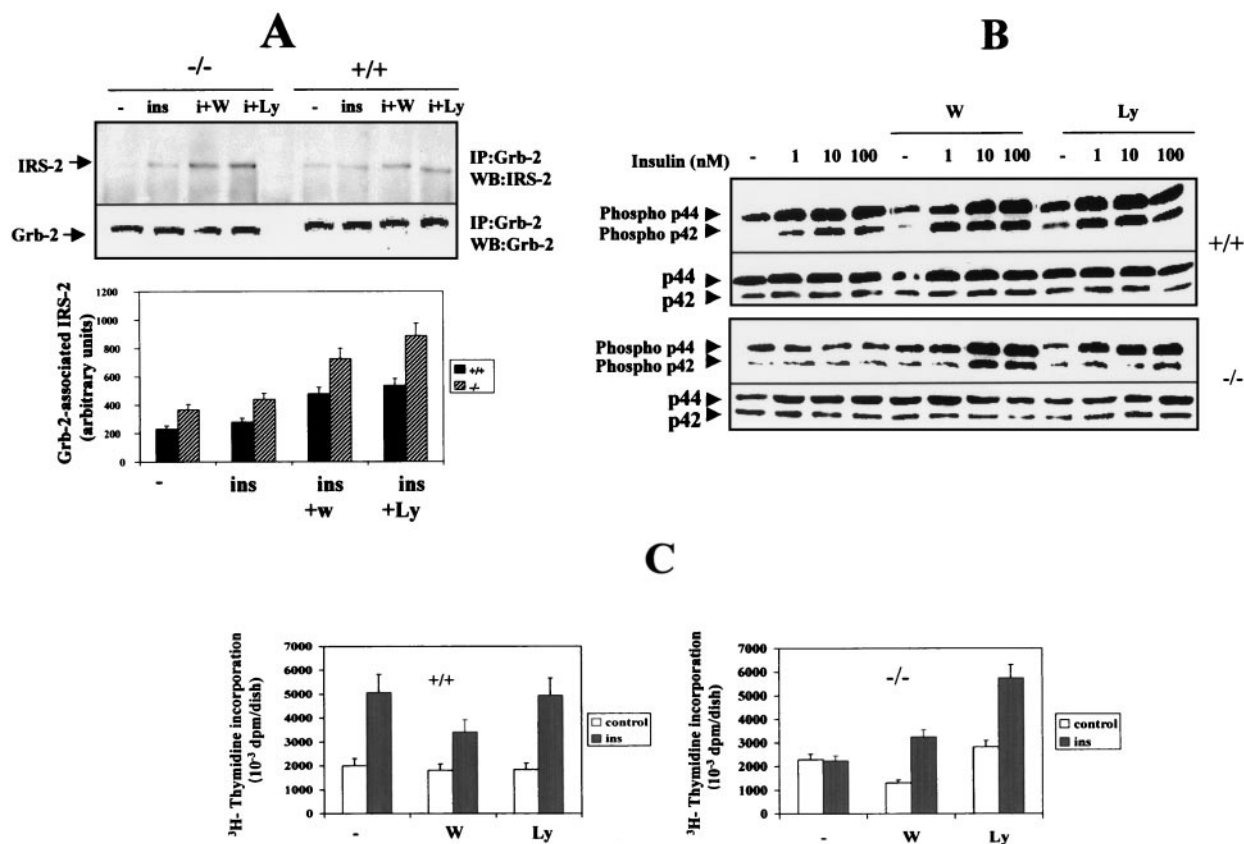 A
-/-
+/+
- ins i+W i+Ly - ins i+W i+Ly
IRS-2
IP:Grb-2
WB:IRS-2
Grb-2
IP:Grb-2
WB:Grb-2
Grb-2-associated IRS-2
(arbitrary units)
1200
1000
800
600
400
200
0
+/+
-/-
- ins ins ins
+w +Ly
B
W Ly
Insulin (nM) - 1 10 100 - 1 10 100 - 1 10 100
Phospho p44
Phospho p42
+/+
p44
p42
Phospho p44
Phospho p42
-/-
p44
p42
C
³H- Thymidine incorporation
(10⁻³ dpm/dish)
7000
6000
5000
4000
3000
2000
1000
0
+/+
control
ins
- W Ly
³H- Thymidine incorporation
(10⁻³ dpm/dish)
7000
6000
5000
4000
3000
2000
1000
0
-/-
control
ins
- W Ly